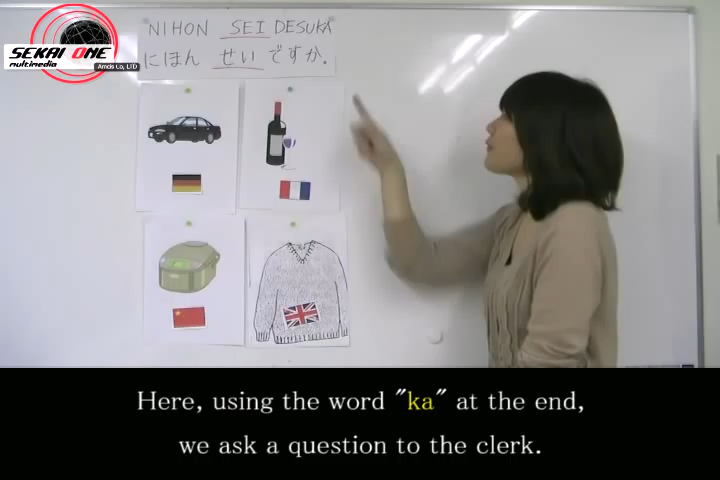 SEKAI ONE
multimedia
Amcis Co, LTD
NIHON SEI DESUKA
にほん せい ですか.
Here, using the word "ka" at the end,
we ask a question to the clerk.